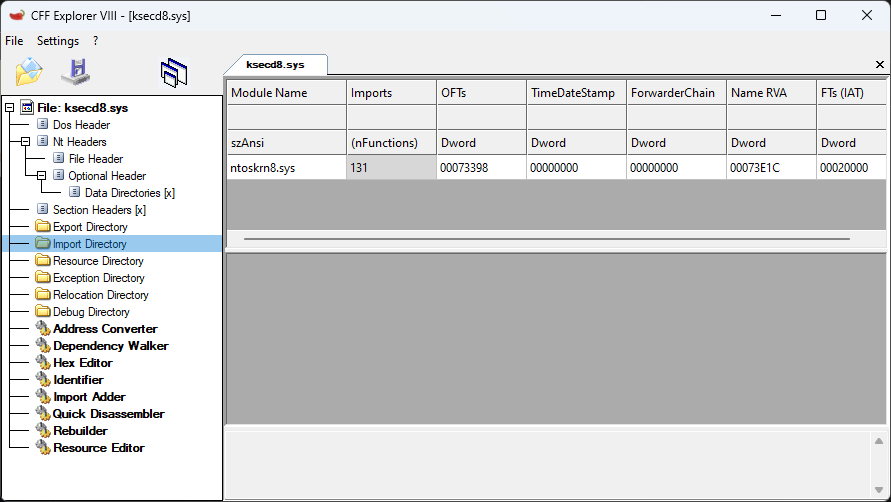 CFF Explorer VIII - [ksecd8.sys]
File Settings ?
ksecd8.sys
File: ksecd8.sys
Dos Header
Nt Headers
File Header
Optional Header
Data Directories [x]
Section Headers [x]
Export Directory
Import Directory
Resource Directory
Exception Directory
Relocation Directory
Debug Directory
Address Converter
Dependency Walker
Hex Editor
Identifier
Import Adder
Quick Disassembler
Rebuilder
Resource Editor
Module Name Imports OFTs TimeDateStamp ForwarderChain Name RVA FTs (IAT)
szAnsi (nFunctions) Dword Dword Dword Dword Dword
ntoskrn8.sys 131 00073398 00000000 00000000 00073E1C 00020000